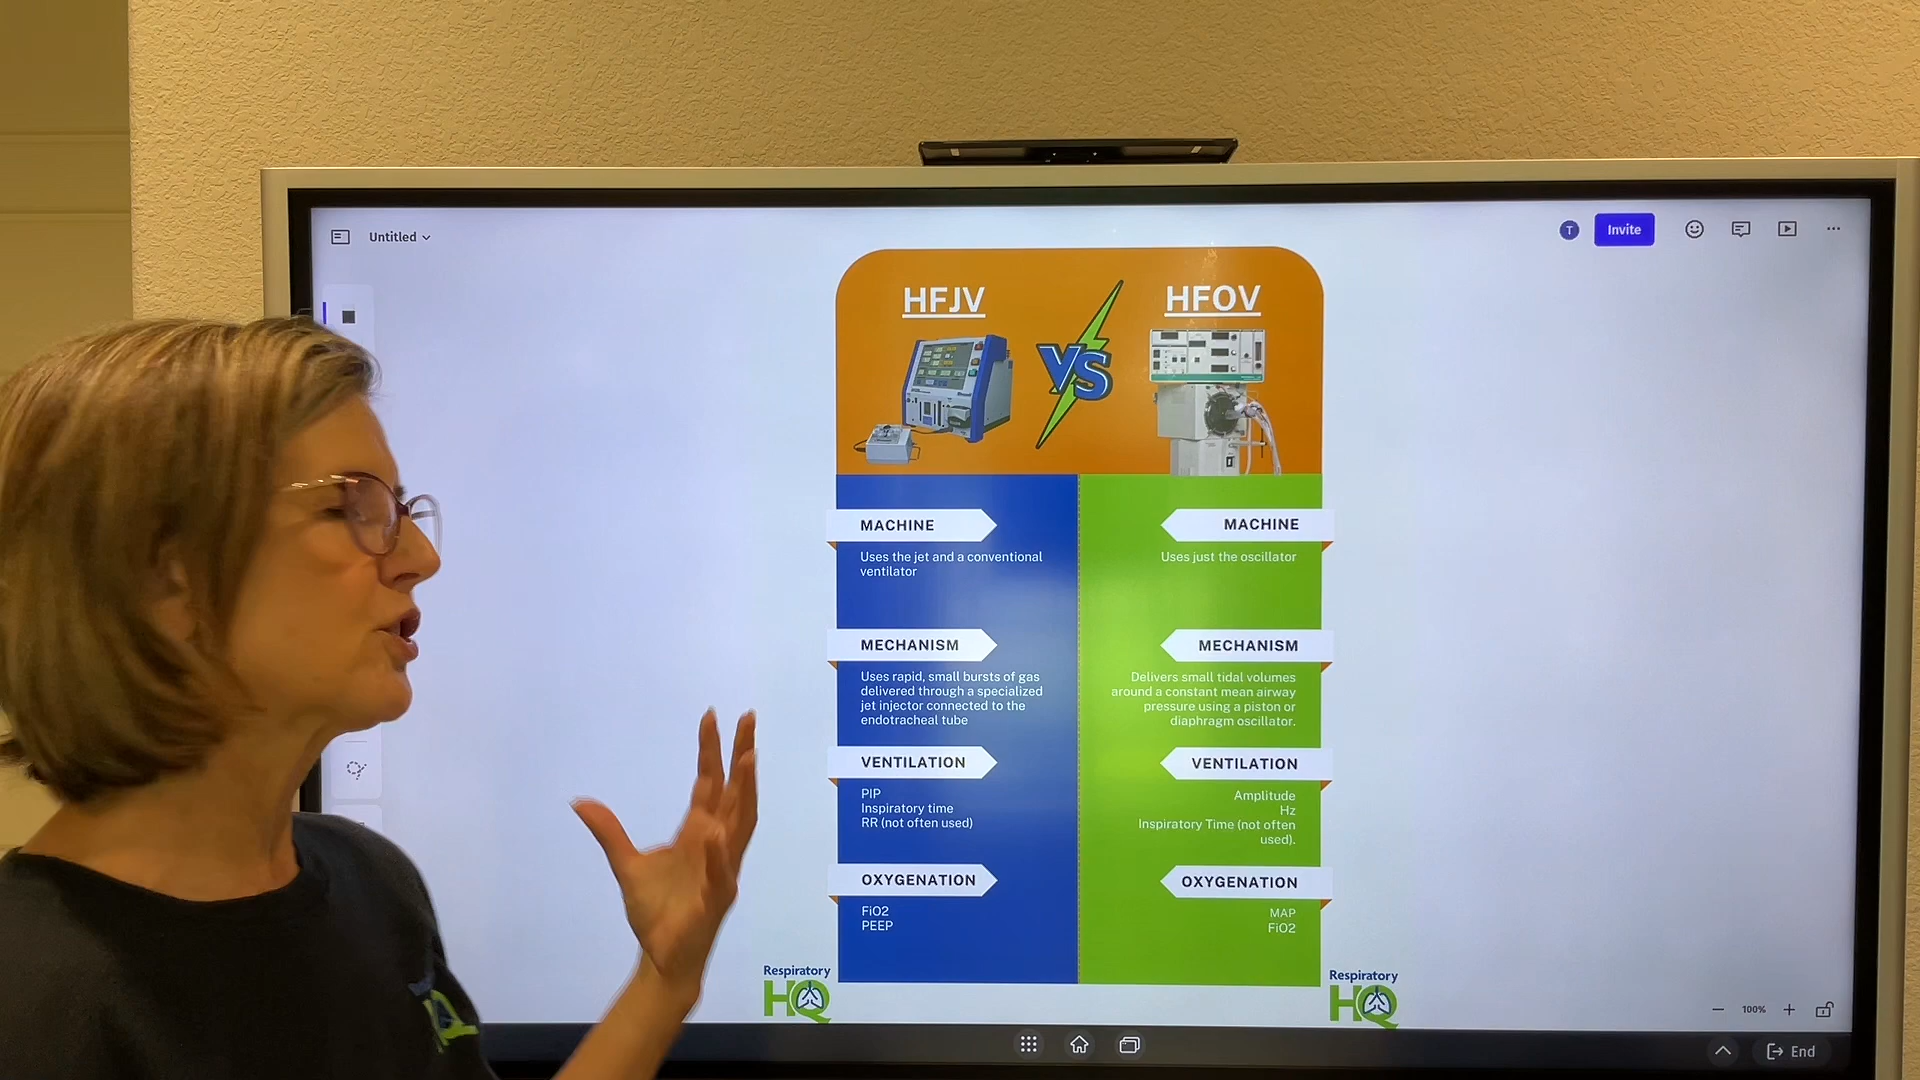 Untitled
T
Invite
HFJV
VS
HFOV
MACHINE
Uses the jet and a conventional
ventilator
MECHANISM
Uses rapid, small bursts of gas
delivered through a specialized
jet injector connected to the
endotracheal tube
VENTILATION
PIP
Inspiratory time
RR (not often used)
OXYGENATION
FiO2
PEEP
MACHINE
Uses just the oscillator
MECHANISM
Delivers small tidal volumes
around a constant mean airway
pressure using a piston or
diaphragm oscillator.
VENTILATION
Amplitude
Hz
Inspiratory Time (not often
used).
OXYGENATION
MAP
FiO2
Respiratory
HQ
Respiratory
HQ
100%
End